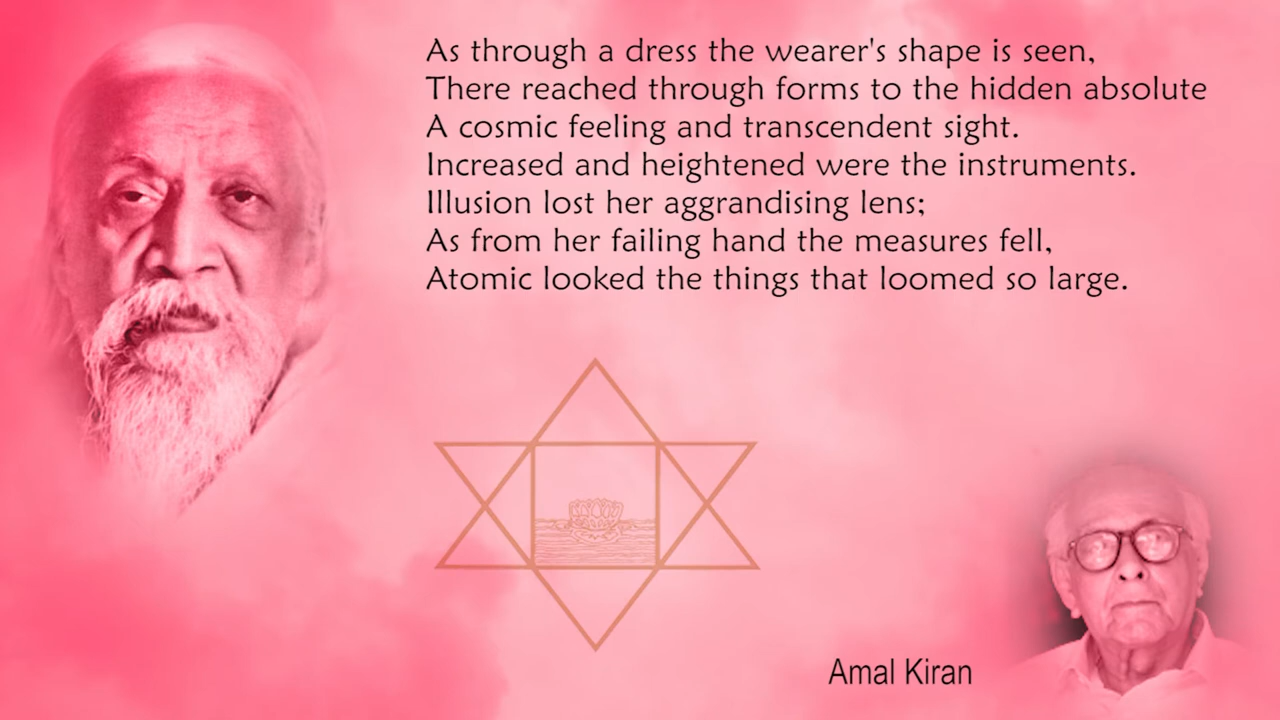 As through a dress the wearer's shape is seen,
There reached through forms to the hidden absolute
A cosmic feeling and transcendent sight.
Increased and heightened were the instruments.
Illusion lost her aggrandising lens;
As from her failing hand the measures fell,
Atomic looked the things that loomed so large.
Amal Kiran